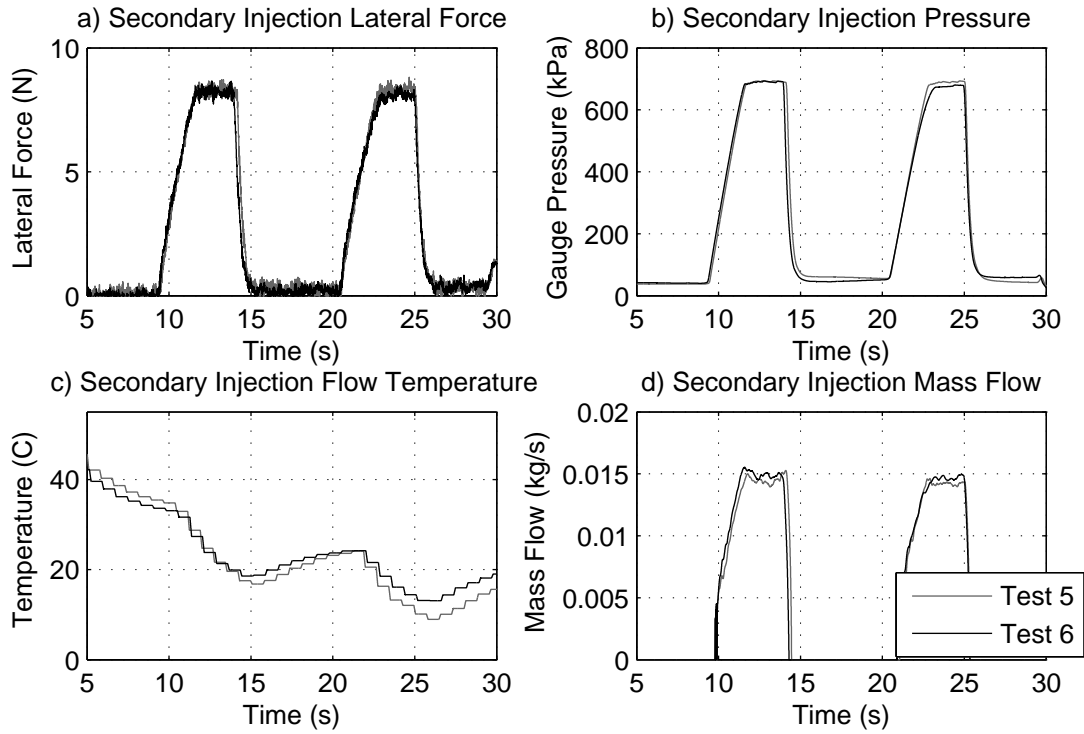 a) Secondary Injection Lateral Force
Lateral Force (N)
10
5
0
5 10 15 20 25 30
Time (s)
b) Secondary Injection Pressure
Gauge Pressure (kPa)
800
600
400
200
0
5 10 15 20 25 30
Time (s)
c) Secondary Injection Flow Temperature
Temperature (C)
40
20
0
5 10 15 20 25 30
Time (s)
d) Secondary Injection Mass Flow
Mass Flow (kg/s)
0.02
0.015
0.01
0.005
0
5 10 15 20 25 30
Time (s)
Test 5
Test 6